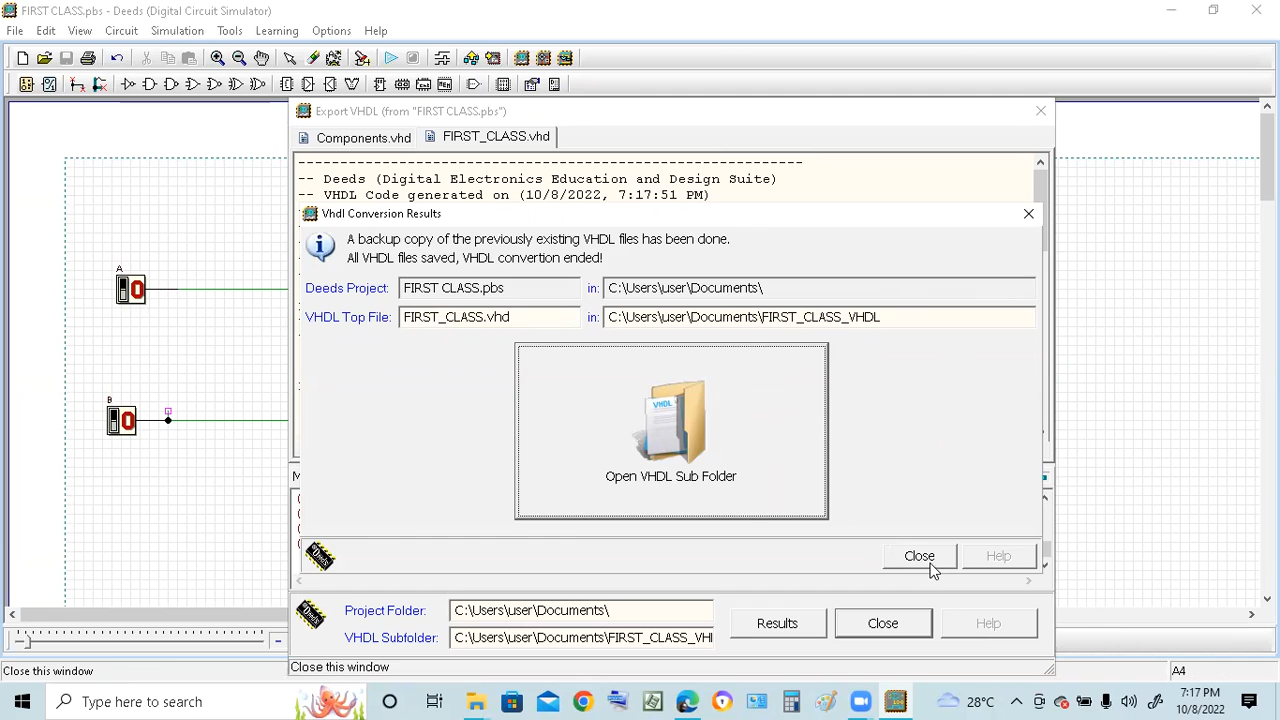 FIRST CLASS.pbs - Deeds (Digital Circuit Simulator)
File Edit View Circuit Simulation Tools Learning Options Help
Export VHDL (from "FIRST CLASS.pbs")
Components.vhd FIRST_CLASS.vhd
-------------------------------------------------------
-- Deeds (Digital Electronics Education and Design Suite)
-- VHDL Code generated on (10/8/2022, 7:17:51 PM)
Vhdl Conversion Results
A backup copy of the previously existing VHDL files has been done.
All VHDL files saved, VHDL convertion ended!
A
0
Deeds Project: FIRST CLASS.pbs in: C:\Users\user\Documents\
VHDL Top File: FIRST_CLASS.vhd in: C:\Users\user\Documents\FIRST_CLASS_VHDL
B
0
VHDL
Open VHDL Sub Folder
Deeds Close Help
Deeds
Project Folder: C:\Users\user\Documents\
VHDL Subfolder: C:\Users\user\Documents\FIRST_CLASS_VH
Results Close Help
Close this window
Close this window A4
Type here to search
28°C
7:17 PM
10/8/2022